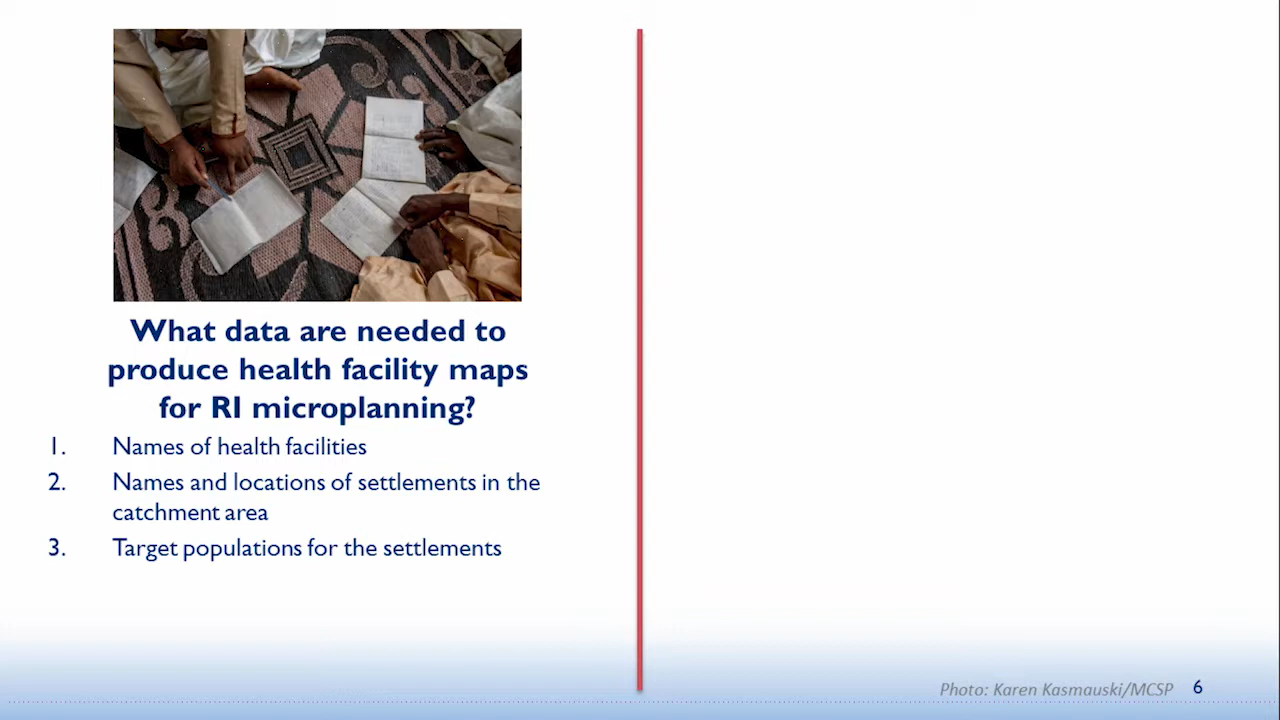 What data are needed to
produce health facility maps
for RI microplanning?
1. Names of health facilities
2. Names and locations of settlements in the
catchment area
3. Target populations for the settlements
Photo: Karen Kasmauski/MCSP 6